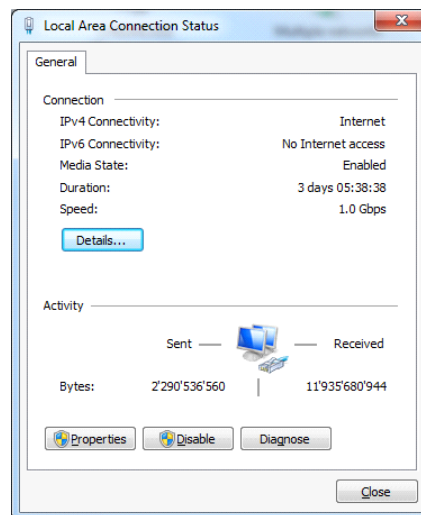 Local Area Connection Status
General
Connection
IPv4 Connectivity: Internet
IPv6 Connectivity: No Internet access
Media State: Enabled
Duration: 3 days 05:38:38
Speed: 1.0 Gbps
Details...
Activity
Sent Received
Bytes: 2'290'536'560 11'935'680'944
Properties Disable Diagnose
Close